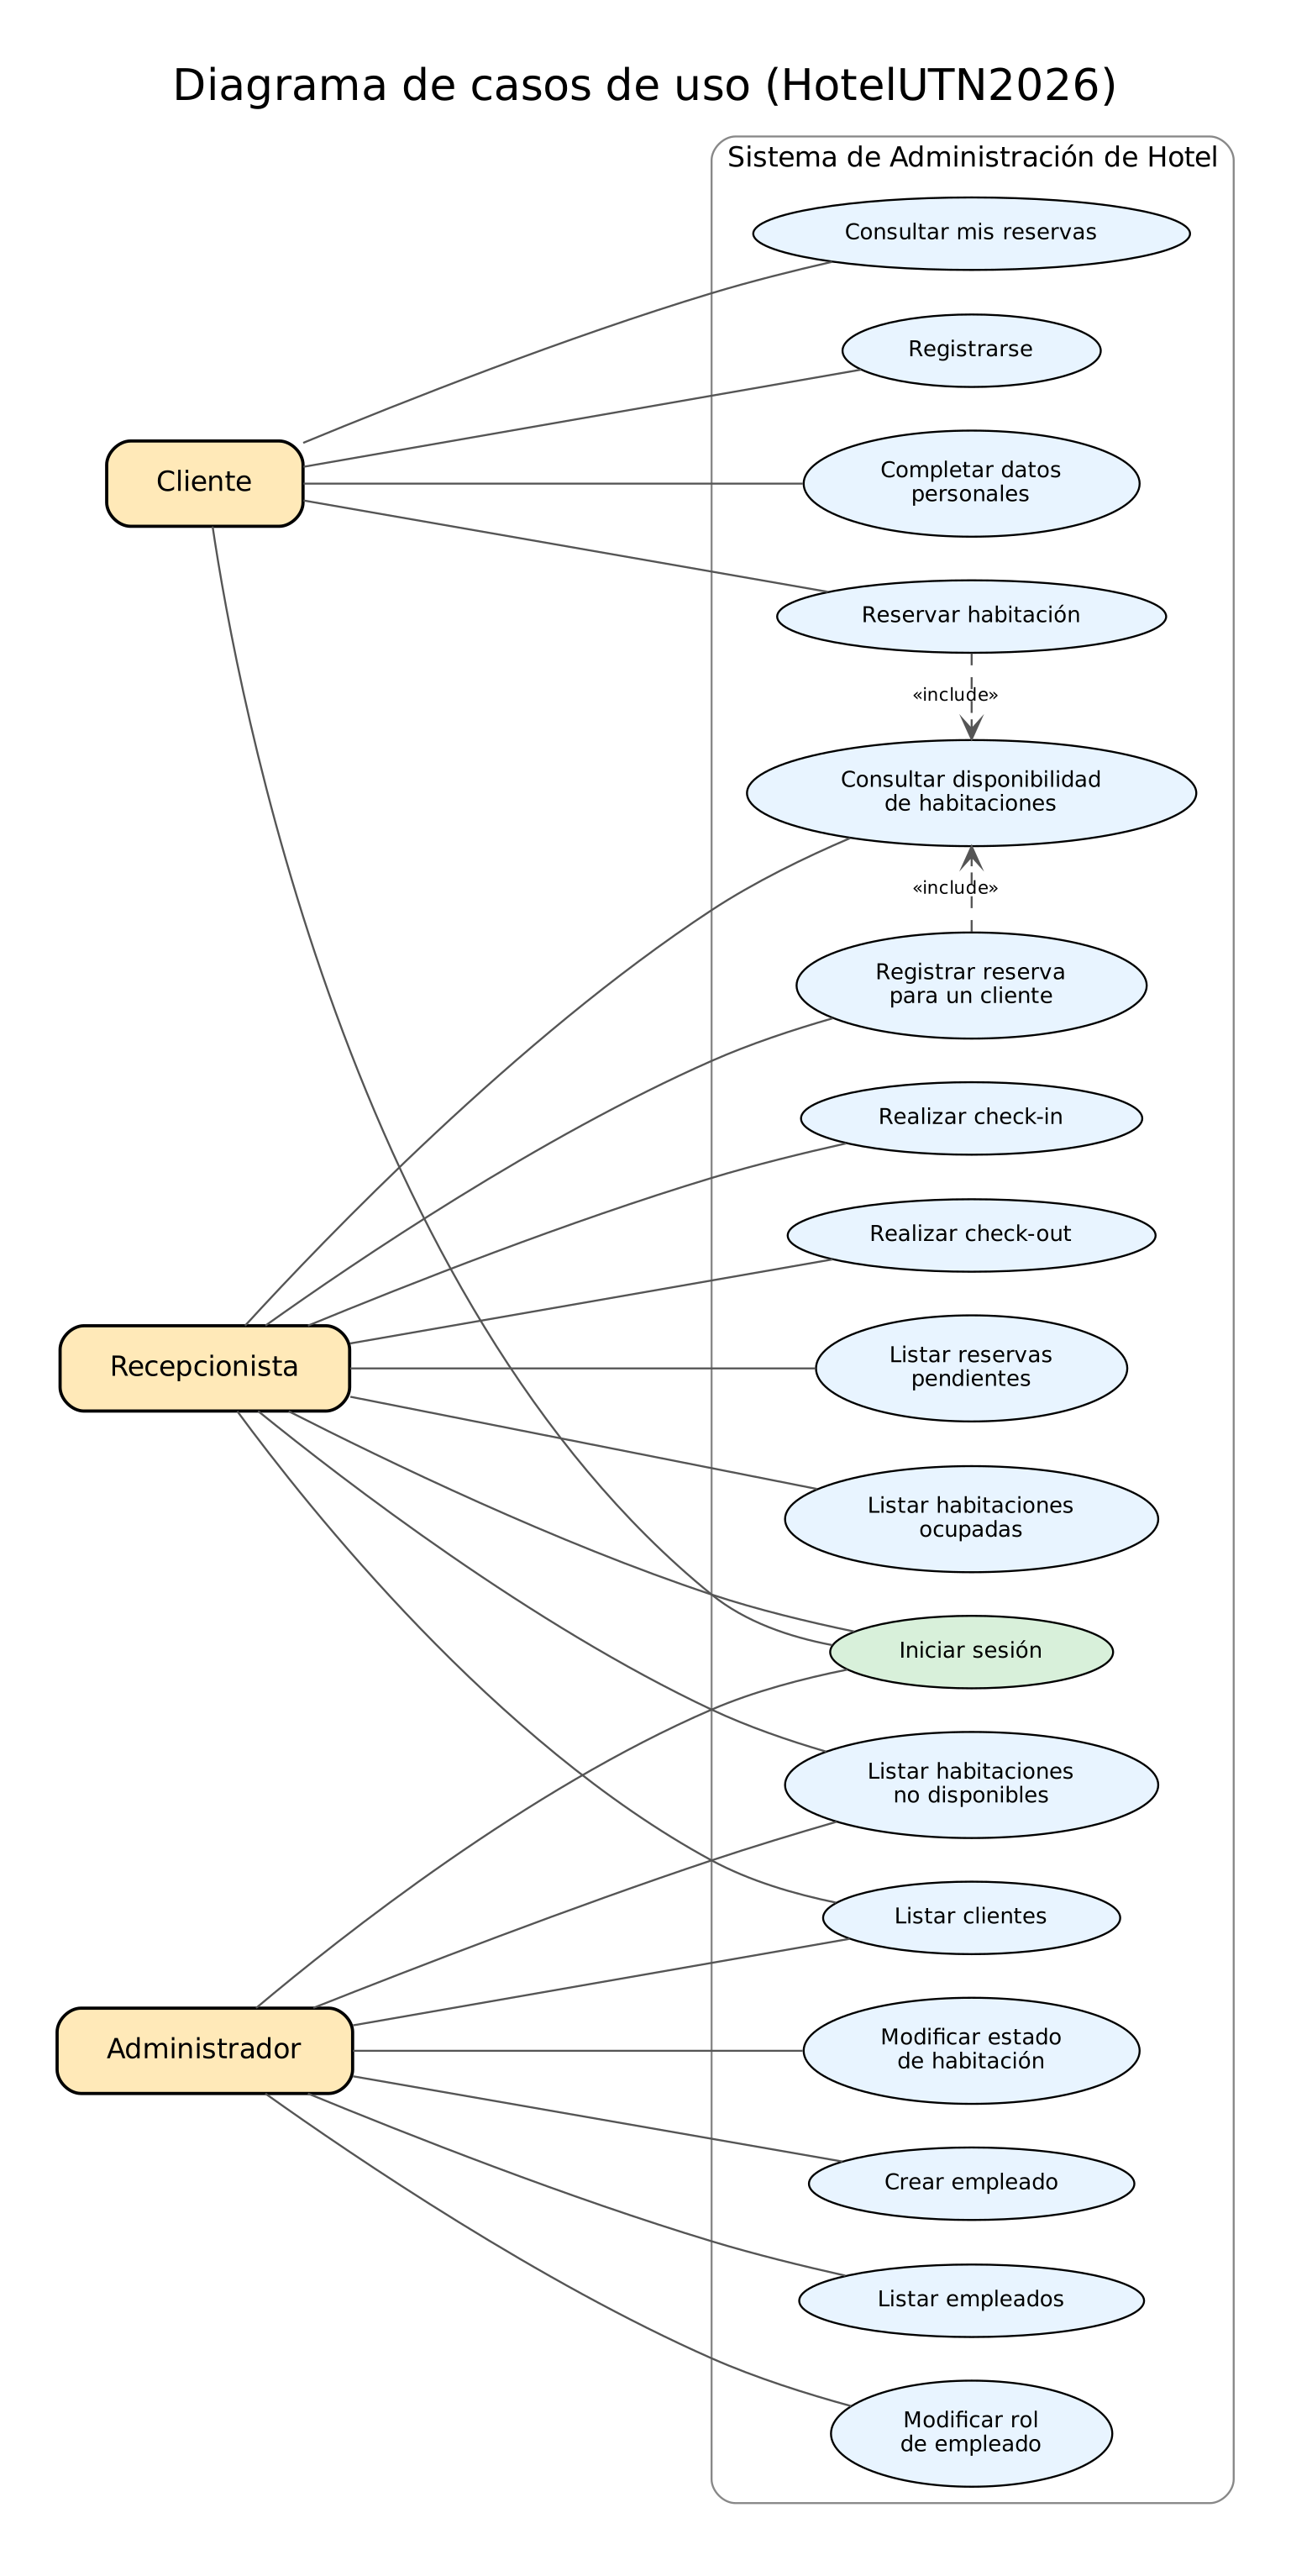 Diagrama de casos de uso (HotelUTN2026)
Sistema de Administración de Hotel
Consultar mis reservas
Registrarse
Cliente
Completar datos
personales
Reservar habitación
«include»
Consultar disponibilidad
de habitaciones
«include»
Registrar reserva
para un cliente
Realizar check-in
Realizar check-out
Recepcionista
Listar reservas
pendientes
Listar habitaciones
ocupadas
Iniciar sesión
Listar habitaciones
no disponibles
Listar clientes
Administrador
Modificar estado
de habitación
Crear empleado
Listar empleados
Modificar rol
de empleado